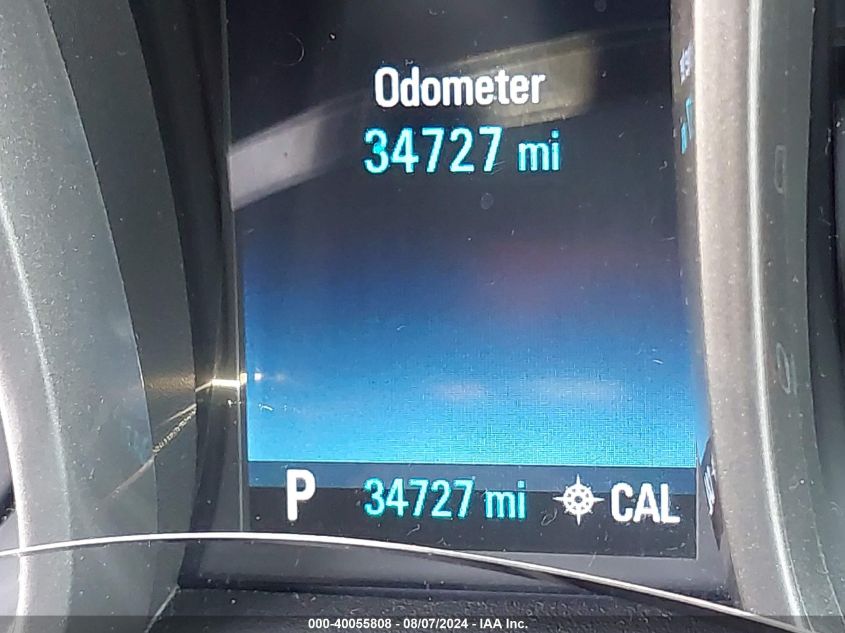 Odometer
34727 mi
P 34727 mi CAL
000-40055808 - 08/07/2024 - IAA Inc.